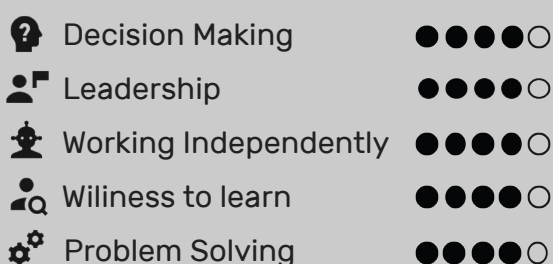 Decision Making
Leadership
Working Independently
Wiliness to learn
Problem Solving